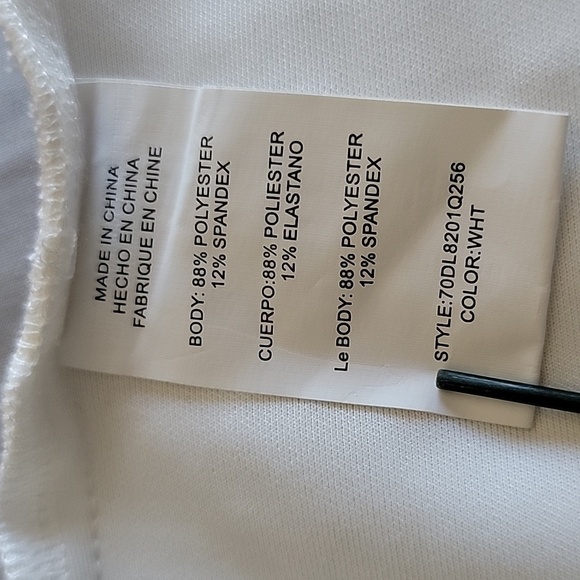 MADE IN CHINA
HECHO EN CHINA
FABRIQUE EN CHINE
BODY: 88% POLYESTER
12% SPANDEX
CUERPO:88% POLIESTER
12% ELASTANO
Le BODY: 88% POLYESTER
12% SPANDEX
STYLE:70DL8201Q256
COLOR:WHT